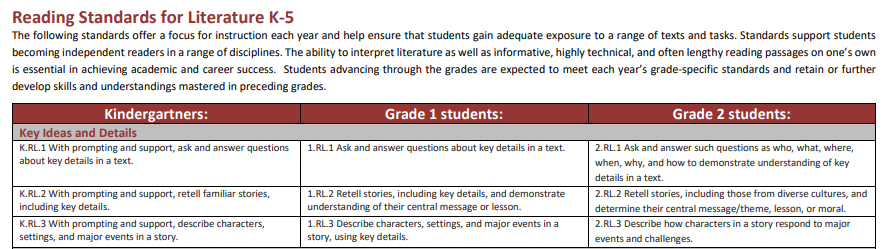 Reading Standards for Literature K-5
The following standards offer a focus for instruction each year and help ensure that students gain adequate exposure to a range of texts and tasks. Standards support students
becoming independent readers in a range of disciplines. The ability to interpret literature as well as informative, highly technical, and often lengthy reading passages on one's own
is essential in achieving academic and career success.  Students advancing through the grades are expected to meet each year's grade-specific standards and retain or further
develop skills and understandings mastered in preceding grades.
Kindergartners:
Grade 1 students:
Grade 2 students:
Key Ideas and Details
K.RL.1 With prompting and support, ask and answer questions
about key details in a text.
1.RL.1 Ask and answer questions about key details in a text.
2.RL.1 Ask and answer such questions as who, what, where,
when, why, and how to demonstrate understanding of key
details in a text.
K.RL.2 With prompting and support, retell familiar stories,
including key details.
1.RL.2 Retell stories, including key details, and demonstrate
understanding of their central message or lesson.
2.RL.2 Retell stories, including those from diverse cultures, and
determine their central message/theme, lesson, or moral.
K.RL.3 With prompting and support, describe characters,
settings, and major events in a story.
1.RL.3 Describe characters, settings, and major events in a
story, using key details.
2.RL.3 Describe how characters in a story respond to major
events and challenges.